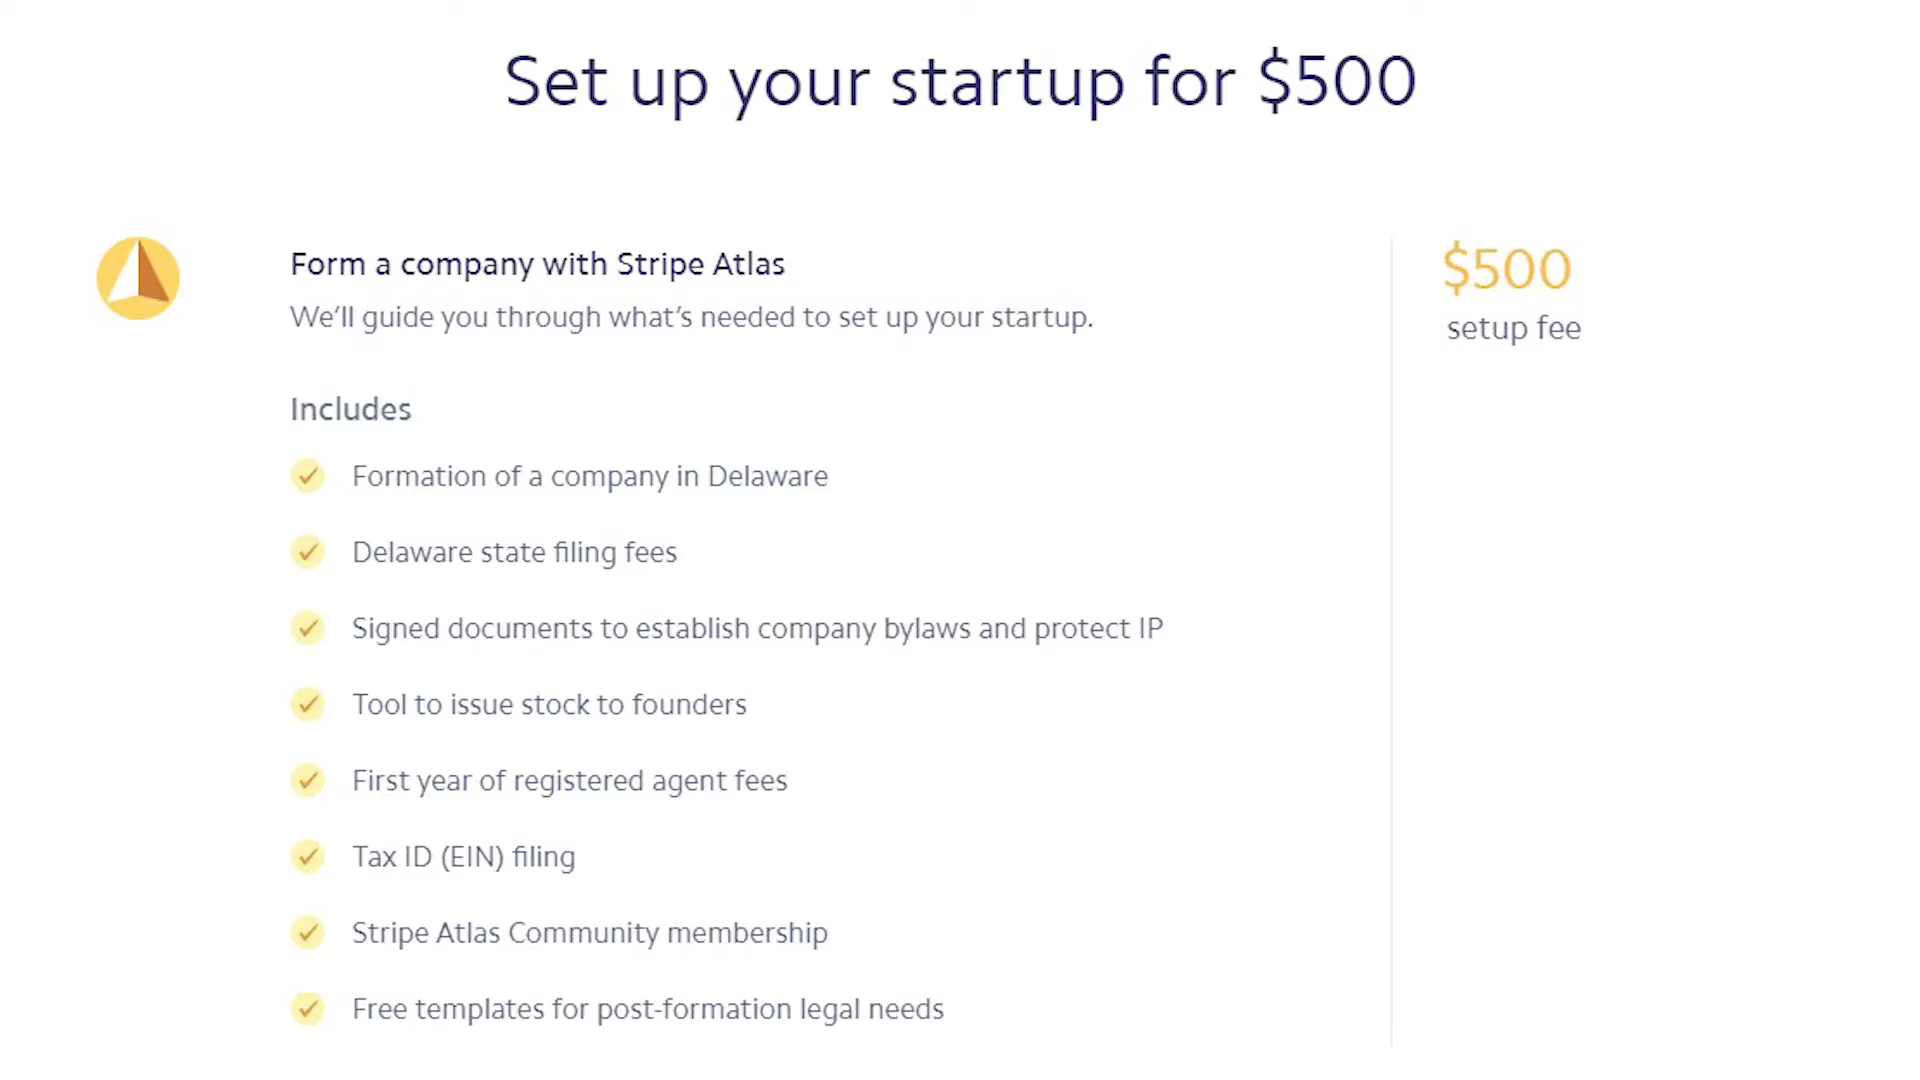 Set up your startup for $500
Form a company with Stripe Atlas
We’ll guide you through what’s needed to set up your startup.
$500
setup fee
Includes
Formation of a company in Delaware
Delaware state filing fees
Signed documents to establish company bylaws and protect IP
Tool to issue stock to founders
First year of registered agent fees
Tax ID (EIN) filing
Stripe Atlas Community membership
Free templates for post-formation legal needs